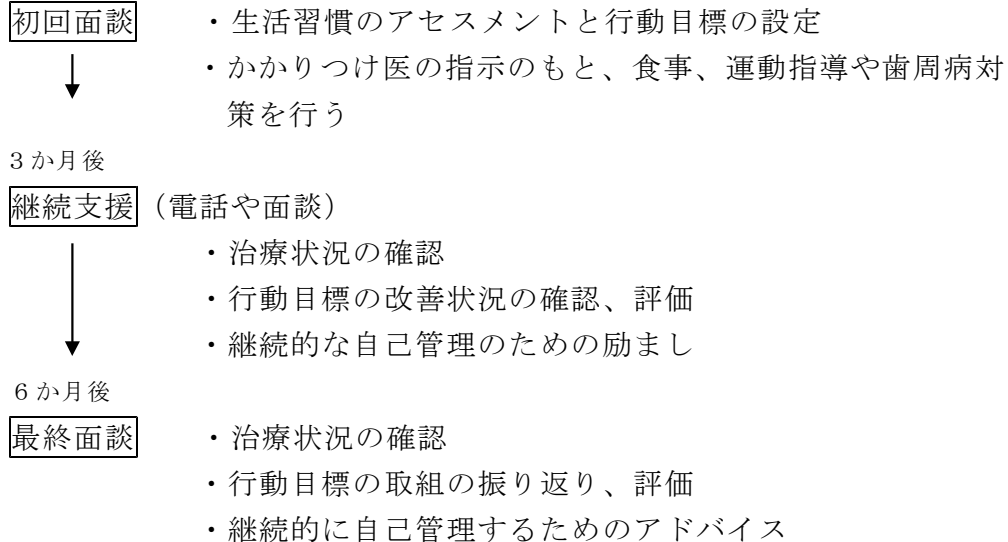 初回面談 ・生活習慣のアセスメントと行動目標の設定
・かかりつけ医の指示のもと、食事、運動指導や歯周病対
策を行う
３か月後
継続支援（電話や面談）
・治療状況の確認
・行動目標の改善状況の確認、評価
・継続的な自己管理のための励まし
６か月後
最終面談 ・治療状況の確認
・行動目標の取組の振り返り、評価
・継続的に自己管理するためのアドバイス